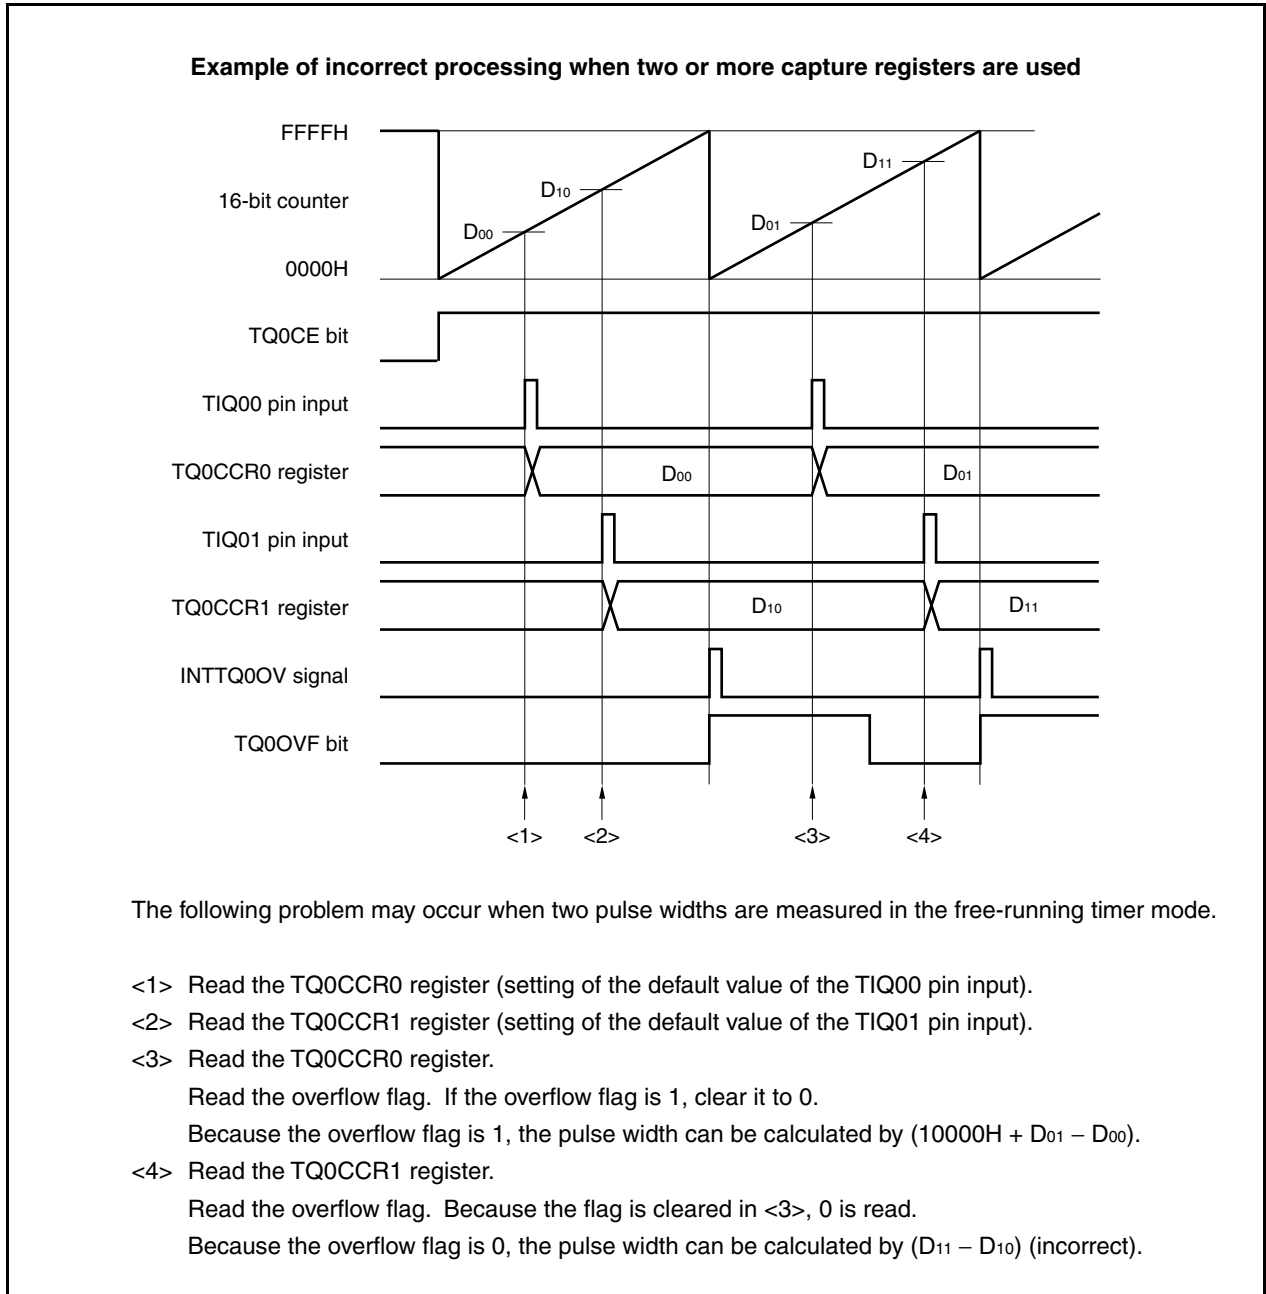 Example of incorrect processing when two or more capture registers are used
FFFFH
16-bit counter
0000H
D00
D10
D01
D11
TQ0CE bit
TIQ00 pin input
TQ0CCR0 register
D00
D01
TIQ01 pin input
TQ0CCR1 register
D10
D11
INTTQ0OV signal
TQ0OVF bit
<1>
<2>
<3>
<4>
The following problem may occur when two pulse widths are measured in the free-running timer mode.
<1> Read the TQ0CCR0 register (setting of the default value of the TIQ00 pin input).
<2> Read the TQ0CCR1 register (setting of the default value of the TIQ01 pin input).
<3> Read the TQ0CCR0 register.
Read the overflow flag. If the overflow flag is 1, clear it to 0.
Because the overflow flag is 1, the pulse width can be calculated by (10000H + D01 − D00).
<4> Read the TQ0CCR1 register.
Read the overflow flag. Because the flag is cleared in <3>, 0 is read.
Because the overflow flag is 0, the pulse width can be calculated by (D11 − D10) (incorrect).